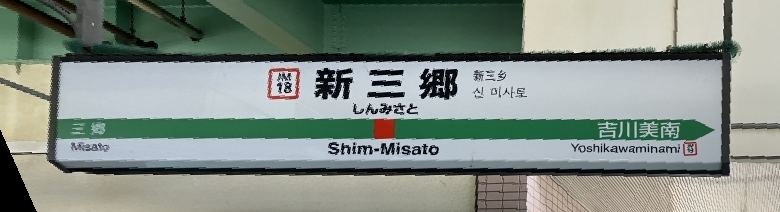 JM
18
新三郷
新三乡
신 미사토
しんみさと
三郷
吉川美南
Misato
Shim-Misato
Yoshikawaminami